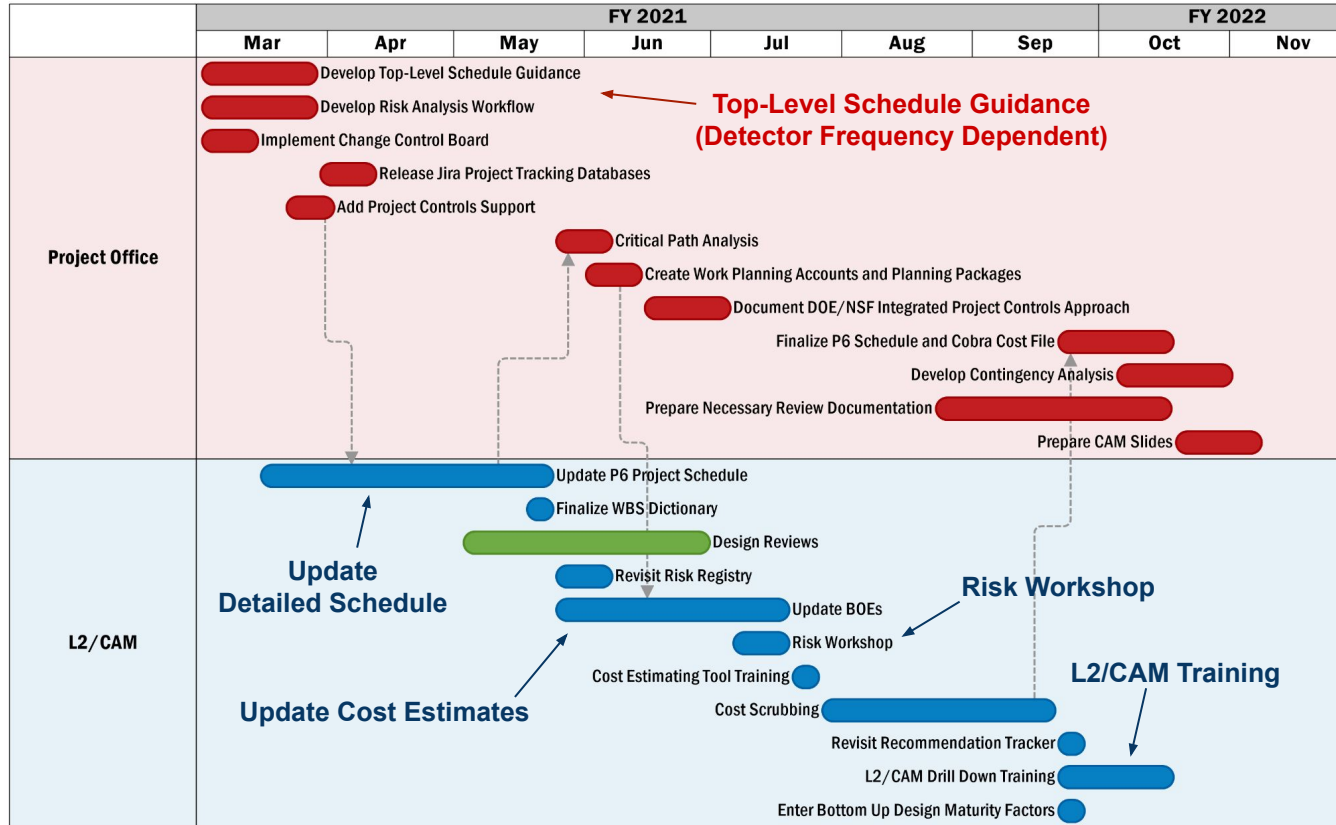 FY 2021
FY 2022
Mar
Apr
May
Jun
Jul
Aug
Sep
Oct
Nov
Project Office
Develop Top-Level Schedule Guidance
Develop Risk Analysis Workflow
Implement Change Control Board
Release Jira Project Tracking Databases
Add Project Controls Support
Critical Path Analysis
Create Work Planning Accounts and Planning Packages
Document DOE/NSF Integrated Project Controls Approach
Finalize P6 Schedule and Cobra Cost File
Develop Contingency Analysis
Prepare Necessary Review Documentation
Prepare CAM Slides
Top-Level Schedule Guidance
(Detector Frequency Dependent)
L2/CAM
Update P6 Project Schedule
Finalize WBS Dictionary
Design Reviews
Revisit Risk Registry
Update BOEs
Risk Workshop
Cost Estimating Tool Training
Cost Scrubbing
Revisit Recommendation Tracker
L2/CAM Drill Down Training
Enter Bottom Up Design Maturity Factors
Update
Detailed Schedule
Update Cost Estimates
Risk Workshop
L2/CAM Training